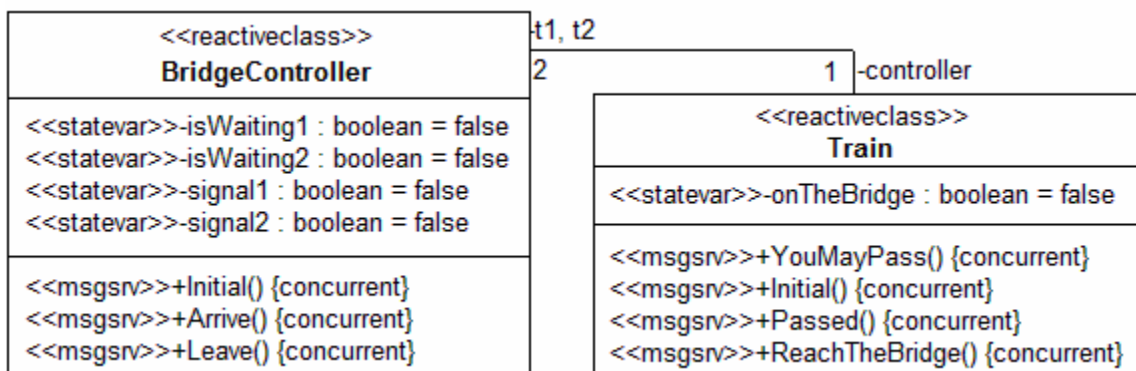 <<reactiveclass>>
BridgeController
<<statevar>>-isWaiting1 : boolean = false
<<statevar>>-isWaiting2 : boolean = false
<<statevar>>-signal1 : boolean = false
<<statevar>>-signal2 : boolean = false
<<msgsrv>>+Initial() {concurrent}
<<msgsrv>>+Arrive() {concurrent}
<<msgsrv>>+Leave() {concurrent}
-t1, t2
2
1
-controller
<<reactiveclass>>
Train
<<statevar>>-onTheBridge : boolean = false
<<msgsrv>>+YouMayPass() {concurrent}
<<msgsrv>>+Initial() {concurrent}
<<msgsrv>>+Passed() {concurrent}
<<msgsrv>>+ReachTheBridge() {concurrent}